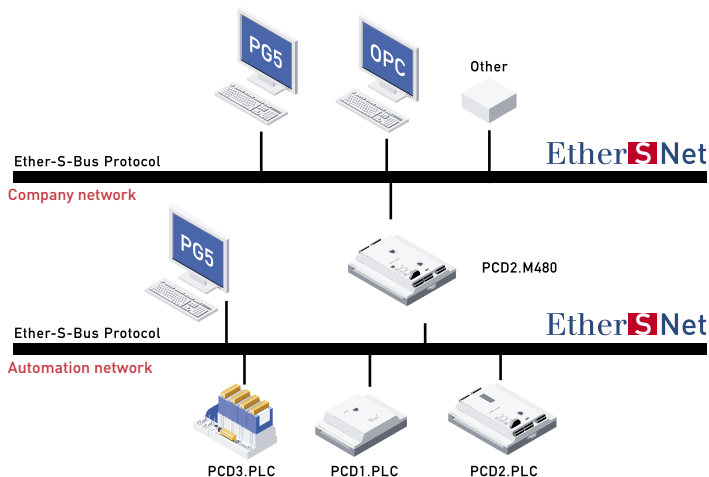 PG5
OPC
Other
Ether-S-Bus Protocol
EtherSNet
Company network
PG5
PCD2.M480
Ether-S-Bus Protocol
EtherSNet
Automation network
PCD3.PLC
PCD1.PLC
PCD2.PLC